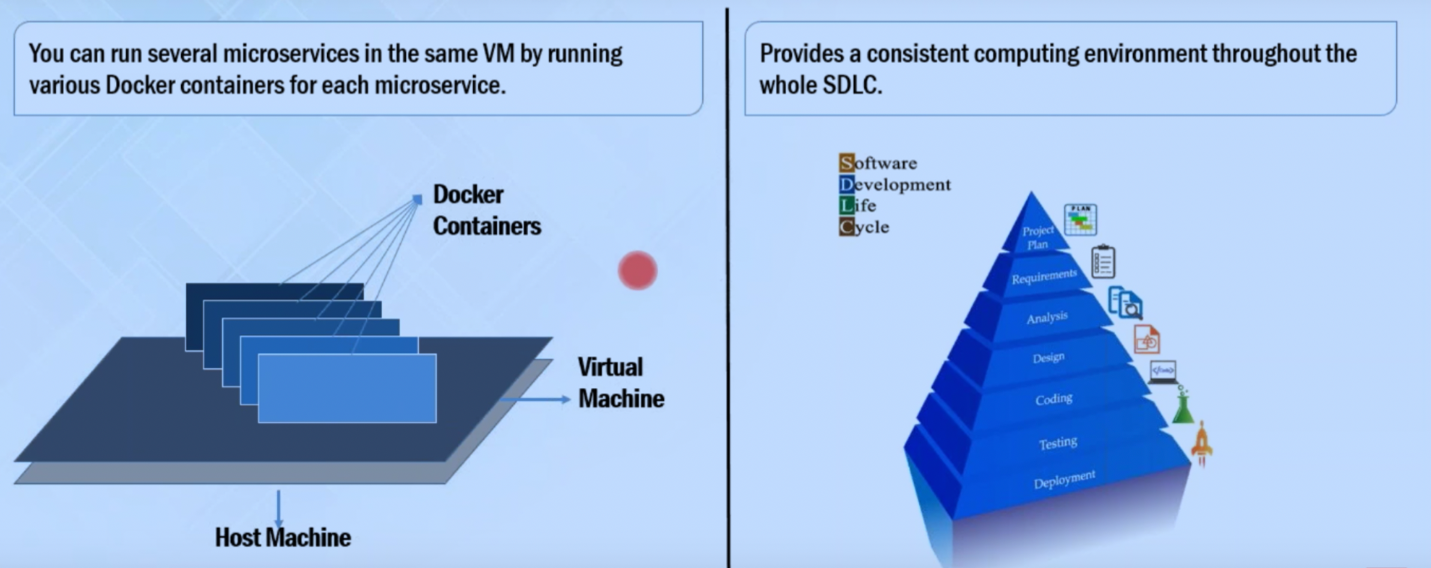 You can run several microservices in the same VM by running
various Docker containers for each microservice.
Docker
Containers
Virtual
Machine
Host Machine
Provides a consistent computing environment throughout the
whole SDLC.
Software
Development
Life
Cycle
PLAN
Project
Plan
Requirements
Analysis
Design
Coding
Testing
Deployment